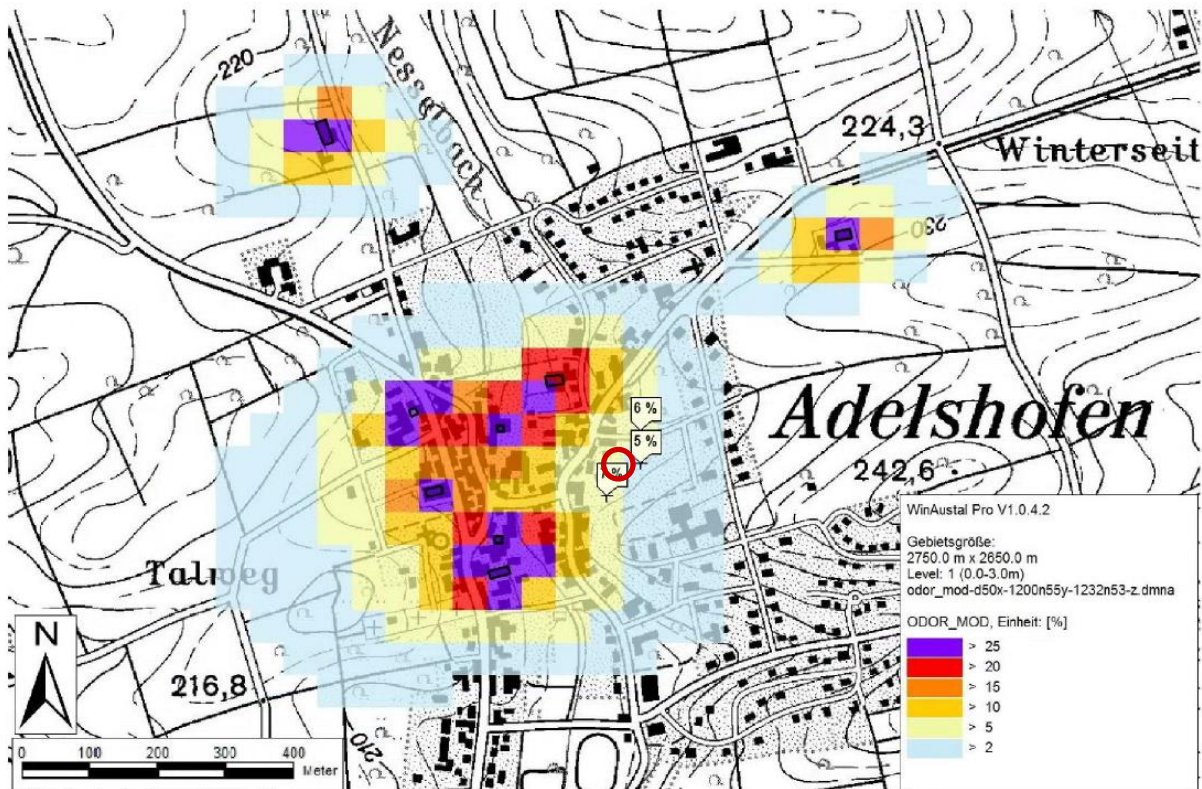 220
Nesselbach
224,3
Winterseit
230
6 %
5 %
%
Adelshofen
242,6
Talweg
216,8
210
N
0 100 200 300 400
Meter
WinAustal Pro V1.0.4.2
Gebietsgröße:
2750.0 m x 2650.0 m
Level: 1 (0.0-3.0m)
odor_mod-d50x-1200n55y-1232n53-z.dmna
ODOR_MOD, Einheit: [%]
> 25
> 20
> 15
> 10
> 5
> 2